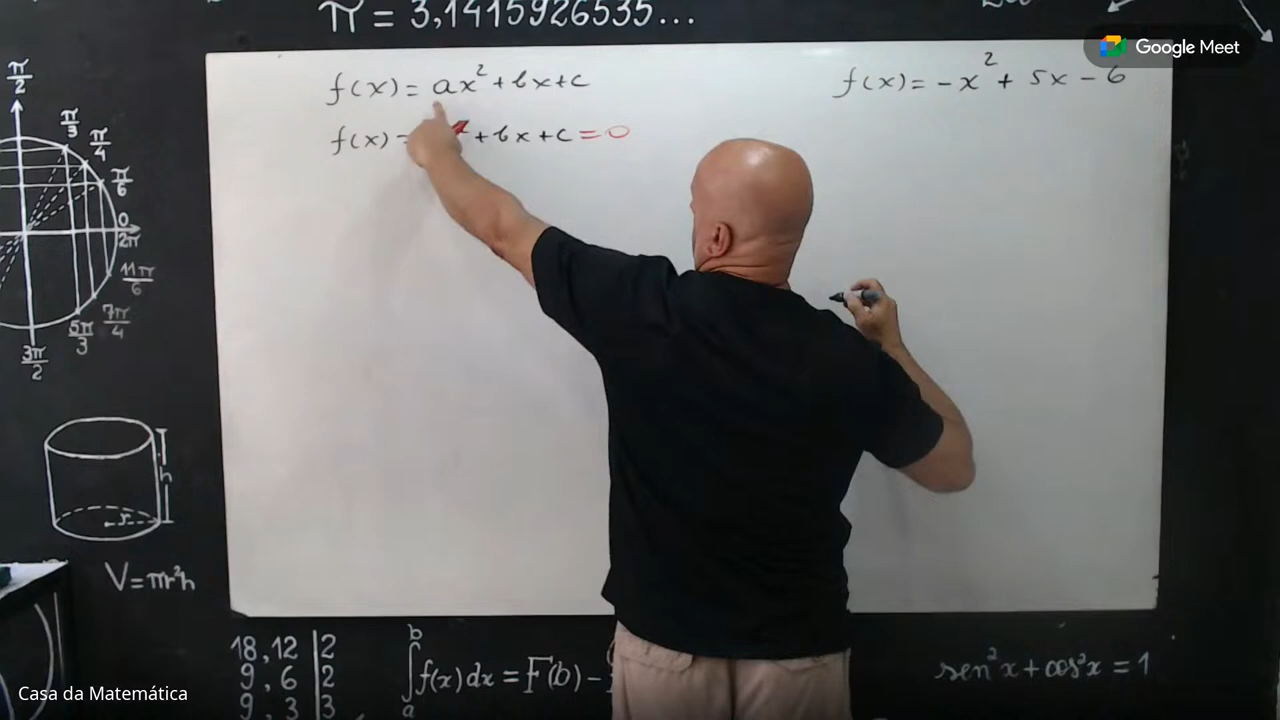 π = 3,1415926535...
Google Meet
f(x) = ax² + bx + c
f(x) = -x² + 5x - 6
f(x) = + bx + c = 0
π/2
π/3
π/4
π/6
0
2π
11π/6
7π/4
5π/3
3π/2
h
r
V = πr²h
18, 12 | 2
9, 6 | 2
9, 3 | 3
∫ₐᵇ f(x) dx = F(b) -
sen²x + cos²x = 1
Casa da Matemática